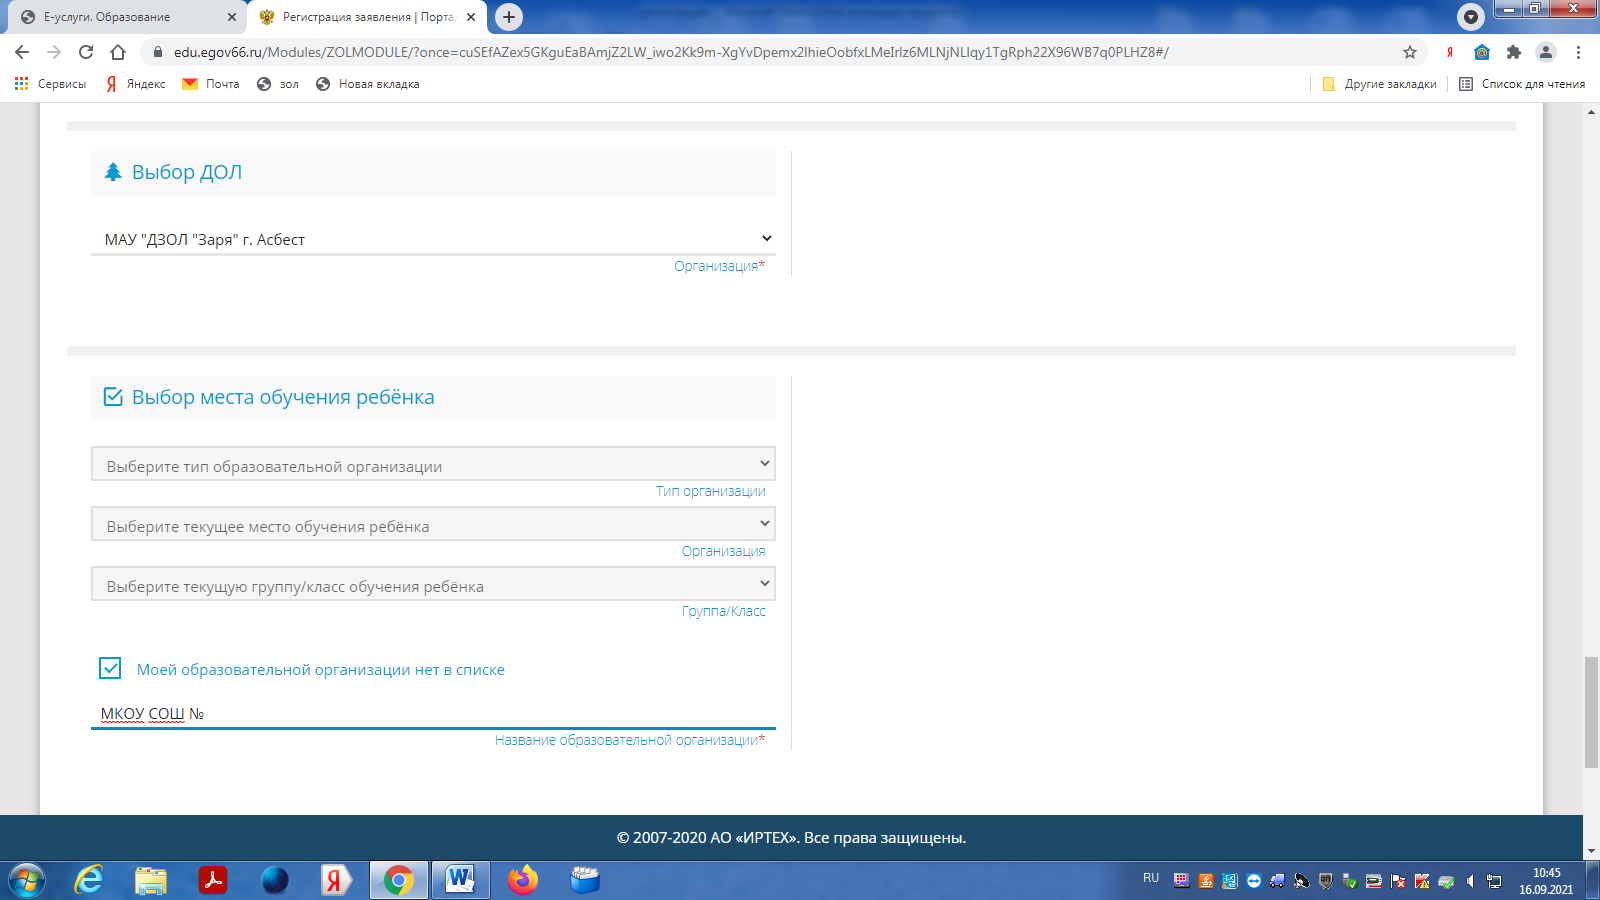 Е-услуги. Образование
Регистрация заявления | Порта
edu.egov66.ru/Modules/ZOLMODULE/?once=cuSEfAZex5GKguEaBAmjZ2LW_iwo2Kk9m-XgYvDpemx2IhieOobfxLMeIrlz6MLNjNLIqy1TgRph22X96WB7q0PLHZ8#/
Сервисы
Яндекс
Почта
зол
Новая вкладка
Другие закладки
Список для чтения
Выбор ДОЛ
МАУ "ДЗОЛ "Заря" г. Асбест
Организация*
Выбор места обучения ребёнка
Выберите тип образовательной организации
Тип организации
Выберите текущее место обучения ребёнка
Организация
Выберите текущую группу/класс обучения ребёнка
Группа/Класс
Моей образовательной организации нет в списке
МКОУ СОШ №
Название образовательной организации*
© 2007-2020 АО «ИРТЕХ». Все права защищены.
RU
10:45
16.09.2021